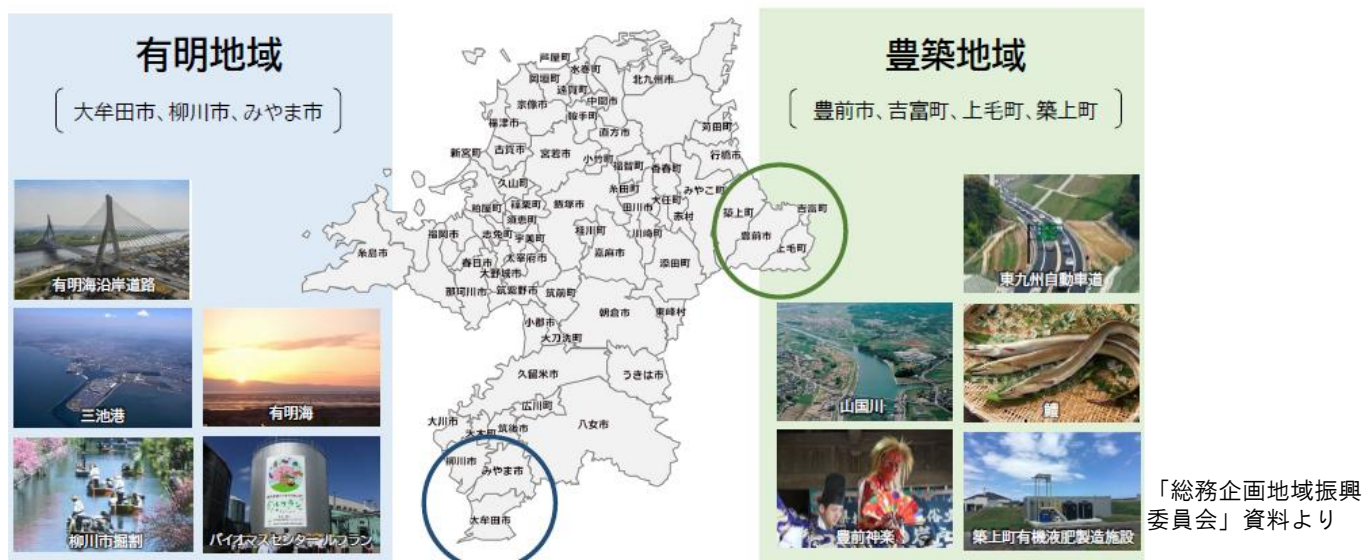 有明地域
大牟田市、柳川市、みやま市
有明海沿岸道路
三池港
有明海
柳川市掘割
バイオマスセンタールフラン
芦屋町
水巻町
岡垣町
遠賀町
北九州市
宗像市
中間市
鞍手町
福津市
直方市
苅田町
新宮町
古賀市
宮若市
小竹町
福智町
香春町
行橋市
久山町
糸田町
みやこ町
粕屋町
篠栗町
飯塚市
田川市
大任町
赤村
築上町
吉富町
須恵町
糸島市
福岡市
志免町
宇美町
桂川町
川崎町
豊前市
春日市
太宰府市
嘉麻市
添田町
上毛町
大野城市
那珂川市
筑紫野市
筑前町
朝倉市
東峰村
小郡市
大刀洗町
久留米市
うきは市
広川町
大川市
大木町
筑後市
八女市
柳川市
みやま市
大牟田市
豊築地域
豊前市、吉富町、上毛町、築上町
東九州自動車道
山国川
鱧
豊前神楽
築上町有機液肥製造施設
「総務企画地域振興
委員会」資料より